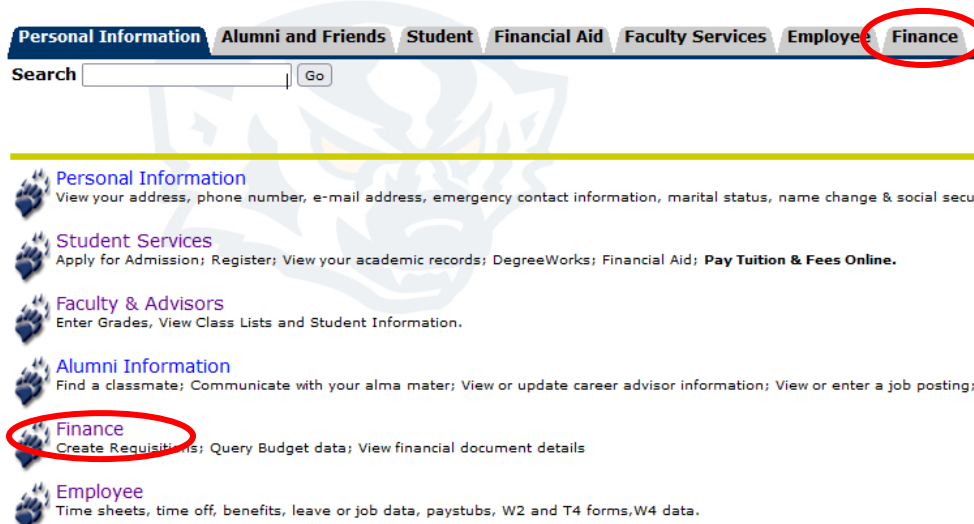 Personal Information Alumni and Friends Student Financial Aid Faculty Services Employee Finance
Search Go
Personal Information
View your address, phone number, e-mail address, emergency contact information, marital status, name change & social secu
Student Services
Apply for Admission; Register; View your academic records; DegreeWorks; Financial Aid; Pay Tuition & Fees Online.
Faculty & Advisors
Enter Grades, View Class Lists and Student Information.
Alumni Information
Find a classmate; Communicate with your alma mater; View or update career advisor information; View or enter a job posting;
Finance
Create Requisitions; Query Budget data; View financial document details
Employee
Time sheets, time off, benefits, leave or job data, paystubs, W2 and T4 forms,W4 data.